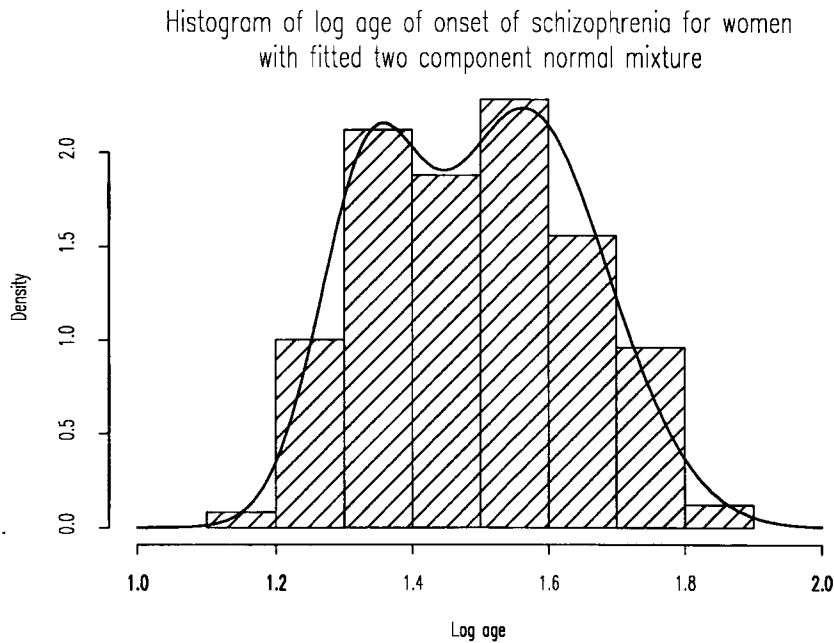 Histogram of log age of onset of schizophrenia for women
with fitted two component normal mixture
2.0
1.5
1.0
0.5
0.0
Density
1.0 1.2 1.4 1.6 1.8 2.0
Log age